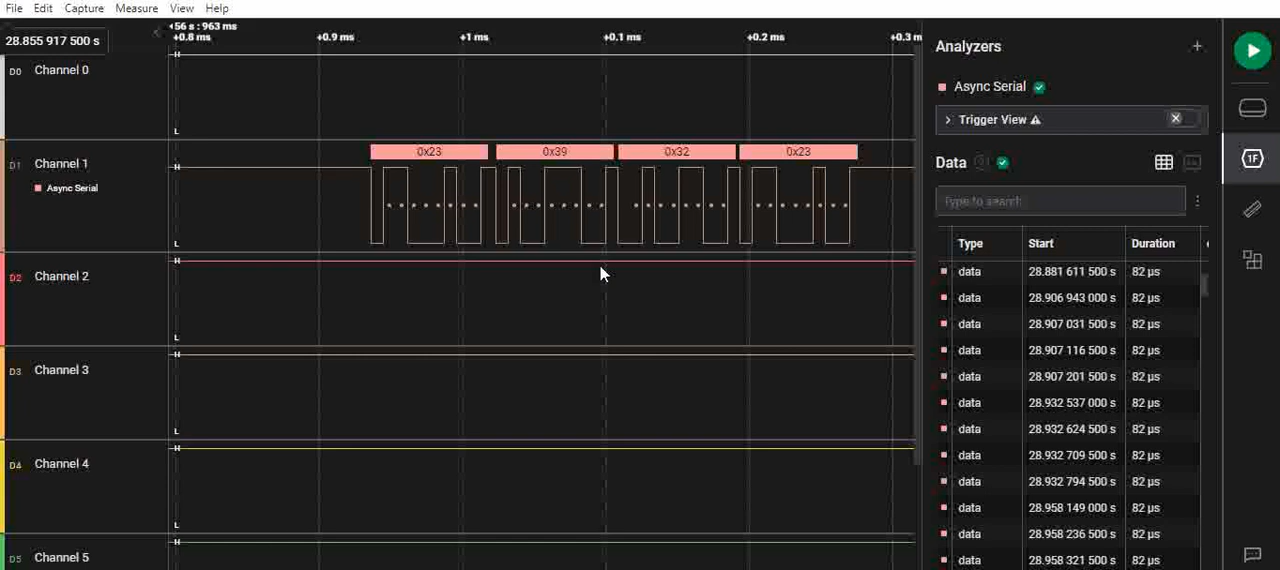 File Edit Capture Measure View Help
28.855 917 500 s
56 s : 963 ms
+0.8 ms +0.9 ms +1 ms +0.1 ms +0.2 ms +0.3 m
D0 Channel 0
H
L
D1 Channel 1
Async Serial
H
L
0x23 0x39 0x32 0x23
D2 Channel 2
H
L
D3 Channel 3
H
L
D4 Channel 4
H
L
D5 Channel 5
H
Analyzers +
Async Serial
Trigger View
Data
Type to search
Type Start Duration
data 28.881 611 500 s 82 μs
data 28.906 943 000 s 82 μs
data 28.907 031 500 s 82 μs
data 28.907 116 500 s 82 μs
data 28.907 201 500 s 82 μs
data 28.932 537 000 s 82 μs
data 28.932 624 500 s 82 μs
data 28.932 709 500 s 82 μs
data 28.932 794 500 s 82 μs
data 28.958 149 000 s 82 μs
data 28.958 236 500 s 82 μs
data 28.958 321 500 s 82 μs
1F